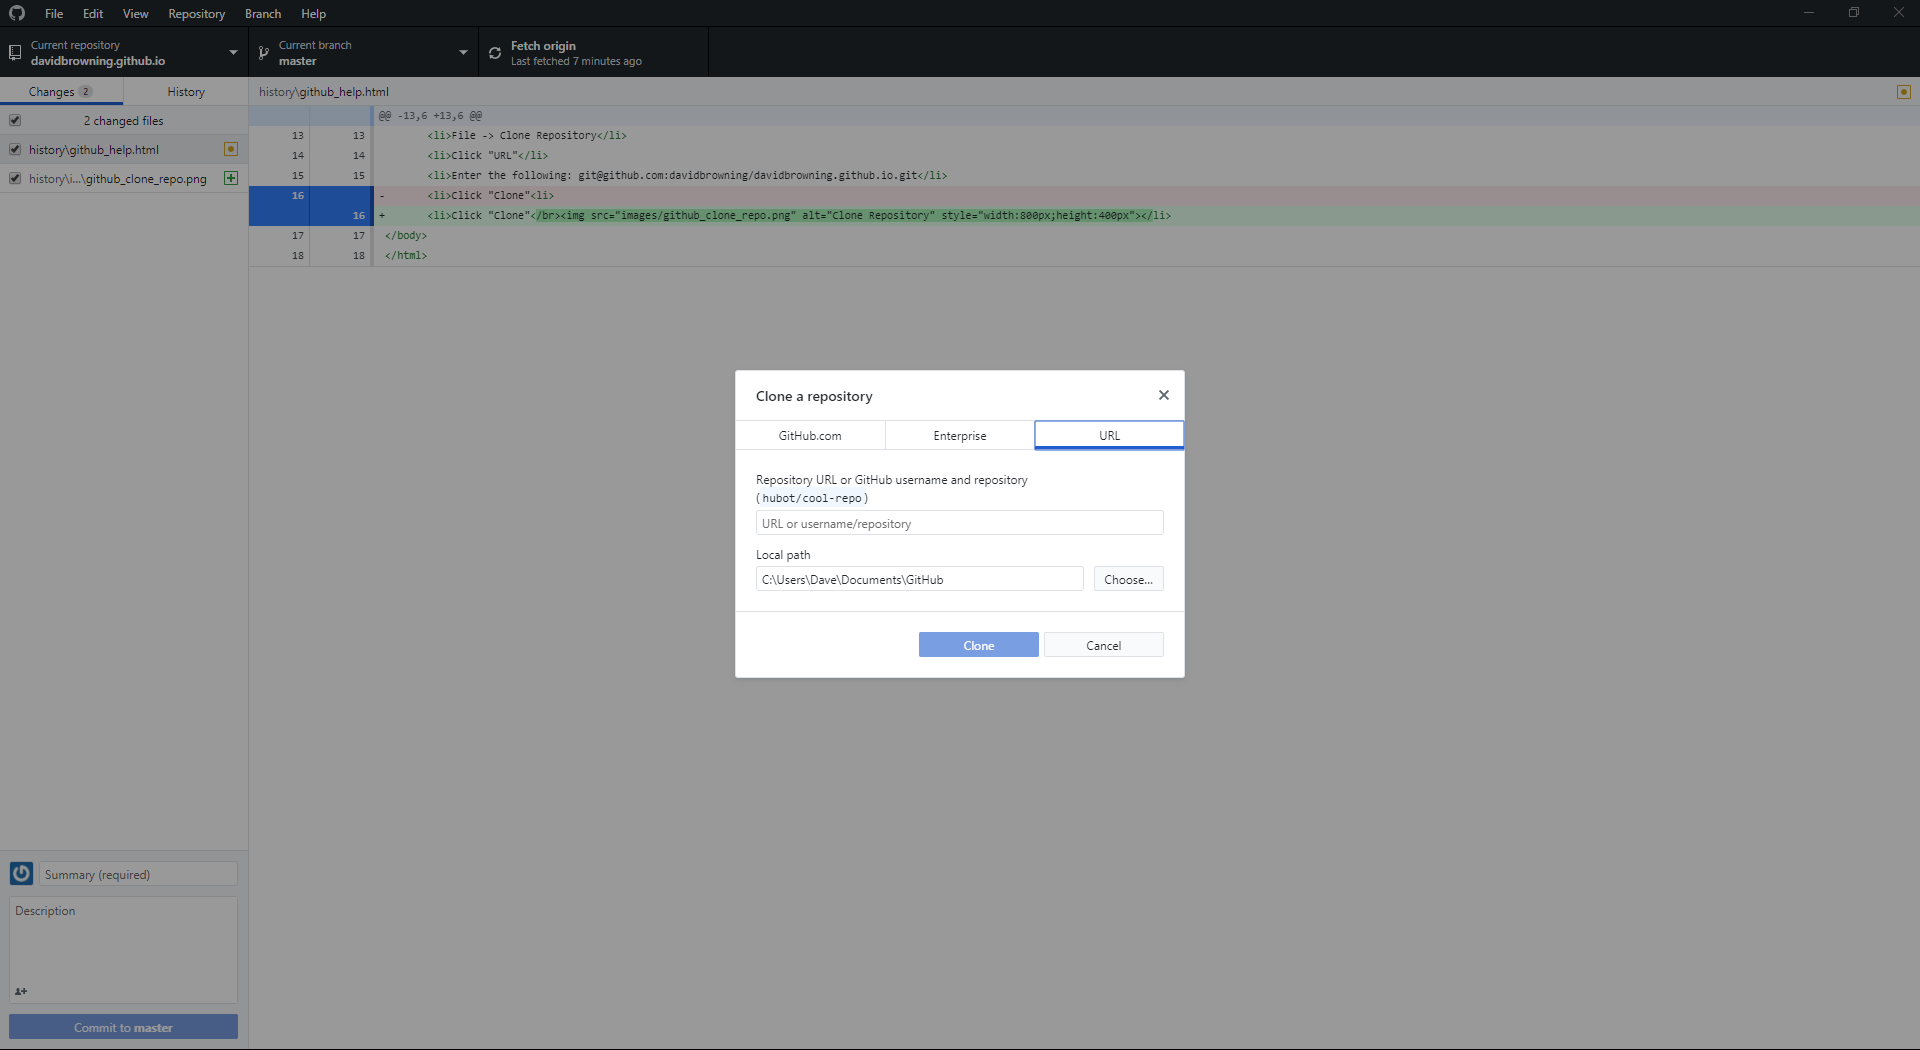 File Edit View Repository Branch Help
Current repository
davidbrowning.github.io
Current branch
master
Fetch origin
Last fetched 7 minutes ago
Changes 2 History
history\github_help.html
2 changed files
history\github_help.html
history\i...\github_clone_repo.png
@@ -13,6 +13,6 @@
13 13 <li>File -> Clone Repository</li>
14 14 <li>Click "URL"</li>
15 15 <li>Enter the following: git@github.com:davidbrowning/davidbrowning.github.io.git</li>
16 - <li>Click "Clone"<li>
16 + <li>Click "Clone"</br><img src="images/github_clone_repo.png" alt="Clone Repository" style="width:800px;height:400px"></li>
17 17 </body>
18 18 </html>
Clone a repository
GitHub.com Enterprise URL
Repository URL or GitHub username and repository
(hubot/cool-repo)
URL or username/repository
Local path
C:\Users\Dave\Documents\GitHub Choose...
Clone Cancel
Summary (required)
Description
Commit to master